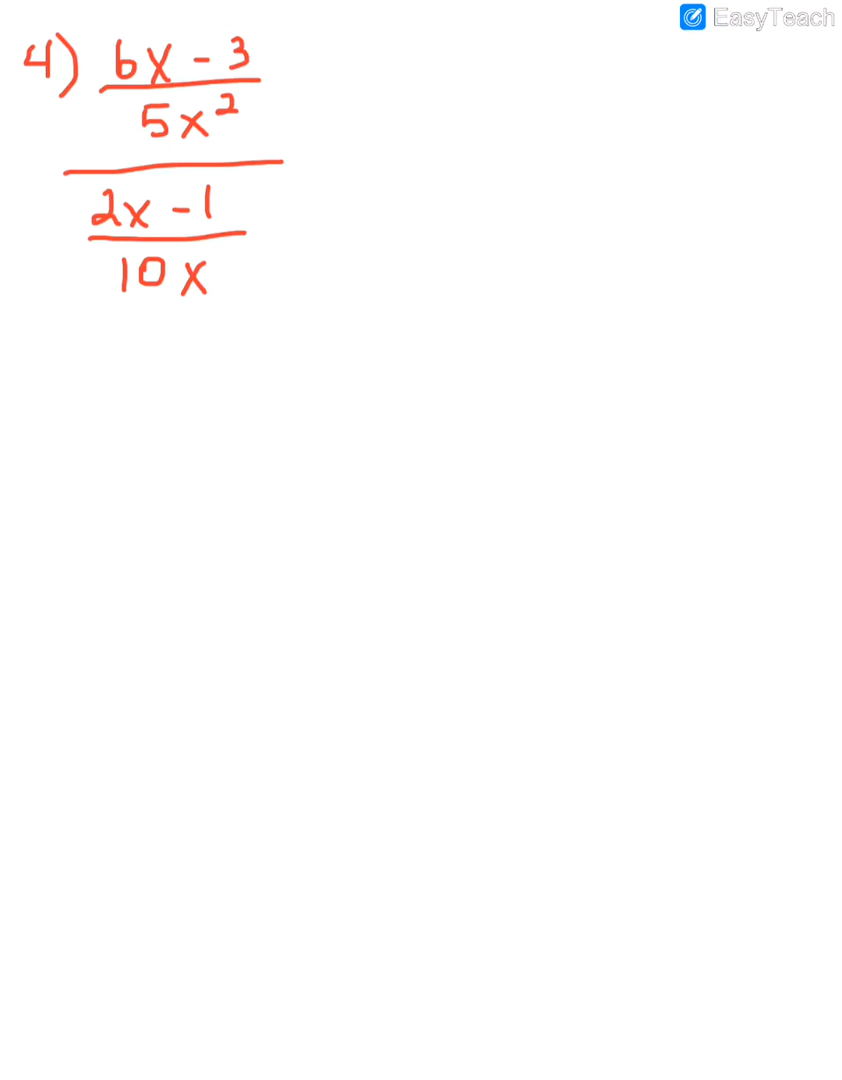 EasyTeach
4) 6x - 3
5x²
2x - 1
10x